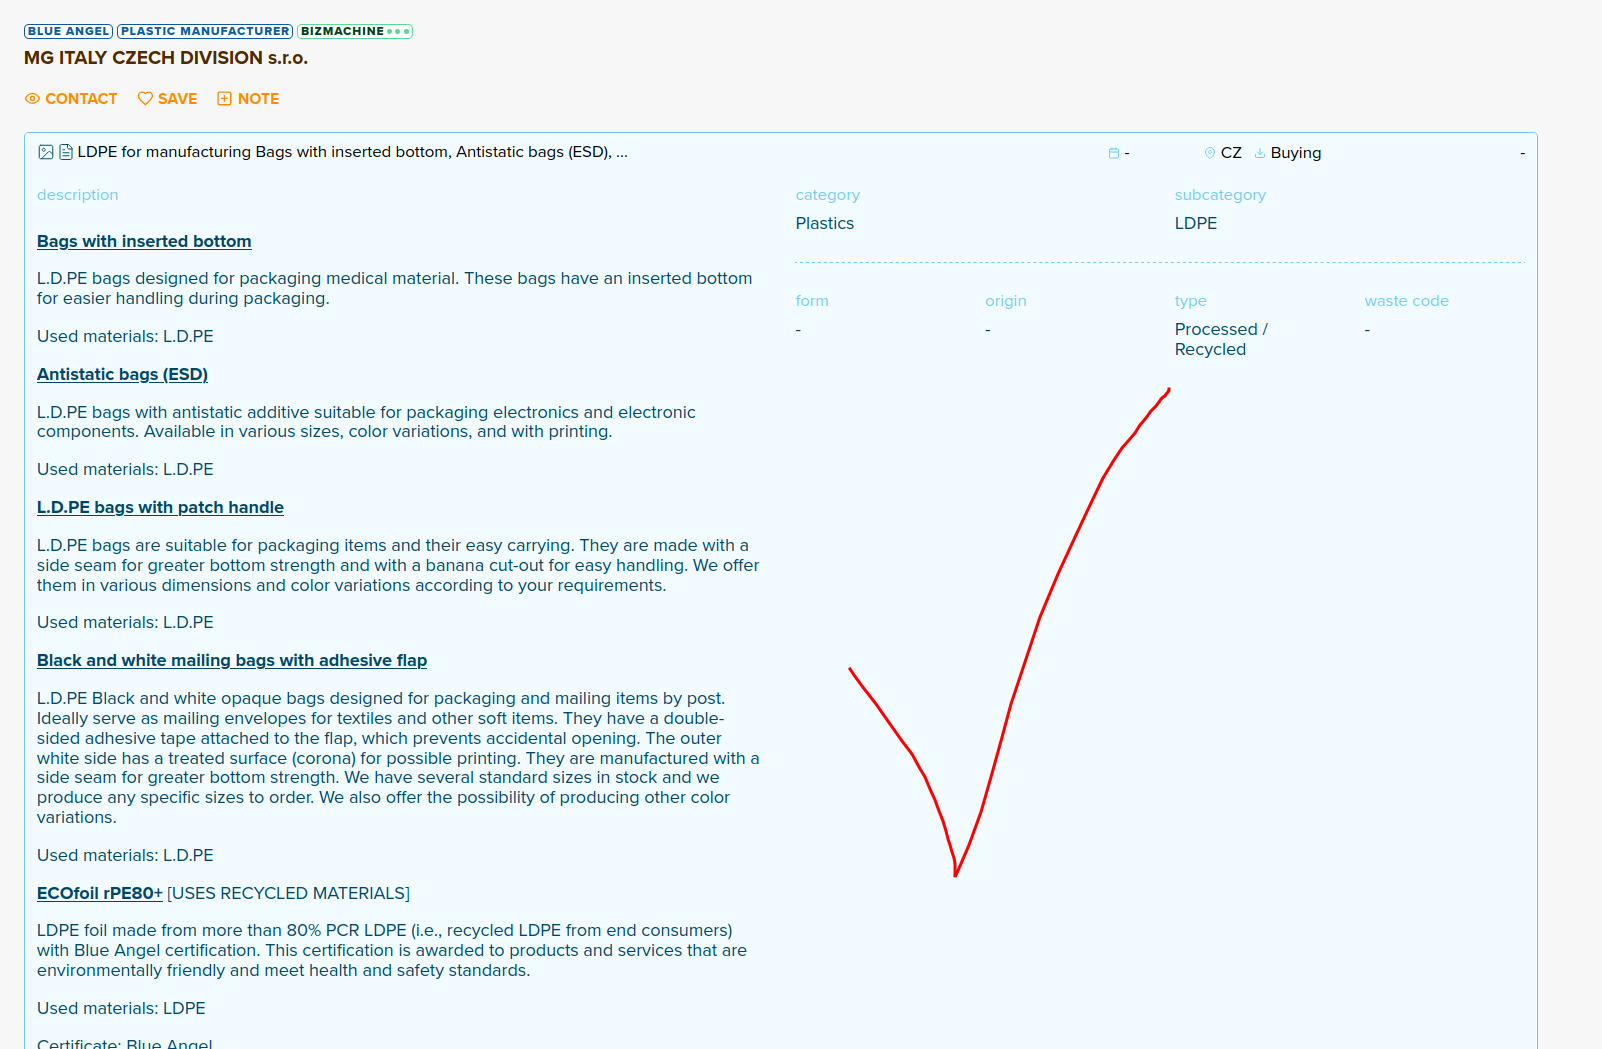 BLUE ANGEL PLASTIC MANUFACTURER BIZMACHINE
MG ITALY CZECH DIVISION s.r.o.
CONTACT SAVE NOTE
LDPE for manufacturing Bags with inserted bottom, Antistatic bags (ESD), ... - CZ Buying -
description
Bags with inserted bottom
L.D.PE bags designed for packaging medical material. These bags have an inserted bottom
for easier handling during packaging.
Used materials: L.D.PE
Antistatic bags (ESD)
L.D.PE bags with antistatic additive suitable for packaging electronics and electronic
components. Available in various sizes, color variations, and with printing.
Used materials: L.D.PE
L.D.PE bags with patch handle
L.D.PE bags are suitable for packaging items and their easy carrying. They are made with a
side seam for greater bottom strength and with a banana cut-out for easy handling. We offer
them in various dimensions and color variations according to your requirements.
Used materials: L.D.PE
Black and white mailing bags with adhesive flap
L.D.PE Black and white opaque bags designed for packaging and mailing items by post.
Ideally serve as mailing envelopes for textiles and other soft items. They have a double-
sided adhesive tape attached to the flap, which prevents accidental opening. The outer
white side has a treated surface (corona) for possible printing. They are manufactured with a
side seam for greater bottom strength. We have several standard sizes in stock and we
produce any specific sizes to order. We also offer the possibility of producing other color
variations.
Used materials: L.D.PE
ECOfoil rPE80+ [USES RECYCLED MATERIALS]
LDPE foil made from more than 80% PCR LDPE (i.e., recycled LDPE from end consumers)
with Blue Angel certification. This certification is awarded to products and services that are
environmentally friendly and meet health and safety standards.
Used materials: LDPE
Certificate: Blue Angel
category subcategory
Plastics LDPE
form origin type waste code
- - Processed / -
Recycled